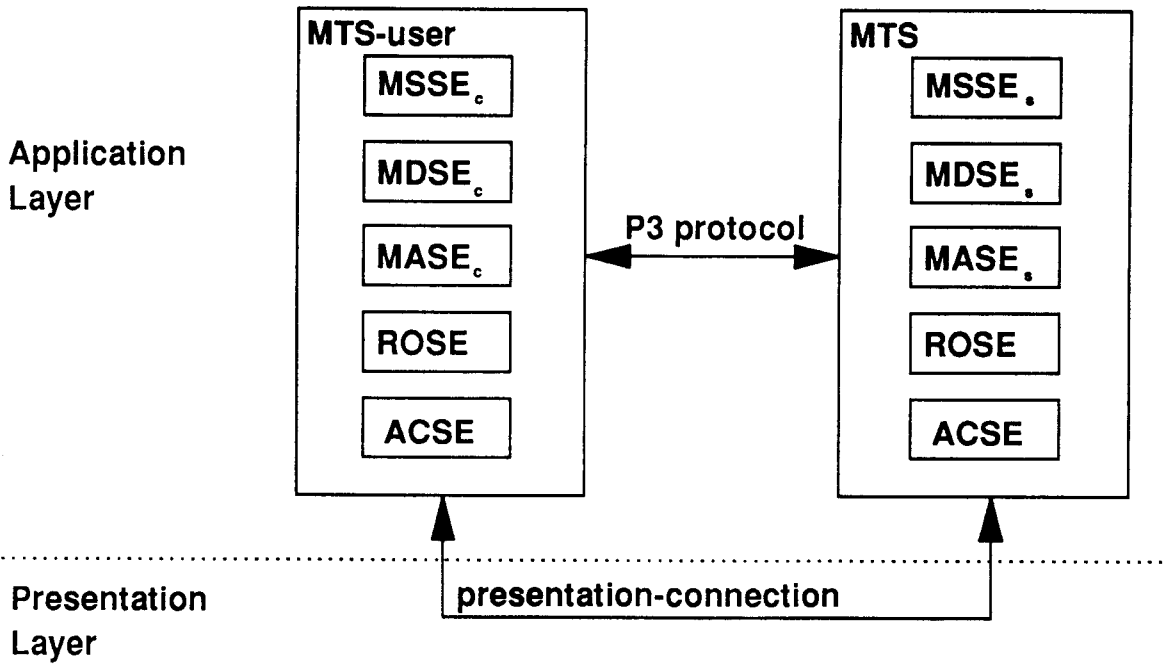 MTS-user
MTS
MSSEc
MSSEs
Application
Layer
MDSEc
MDSEs
P3 protocol
MASEc
MASEs
ROSE
ROSE
ACSE
ACSE
presentation-connection
Presentation
Layer